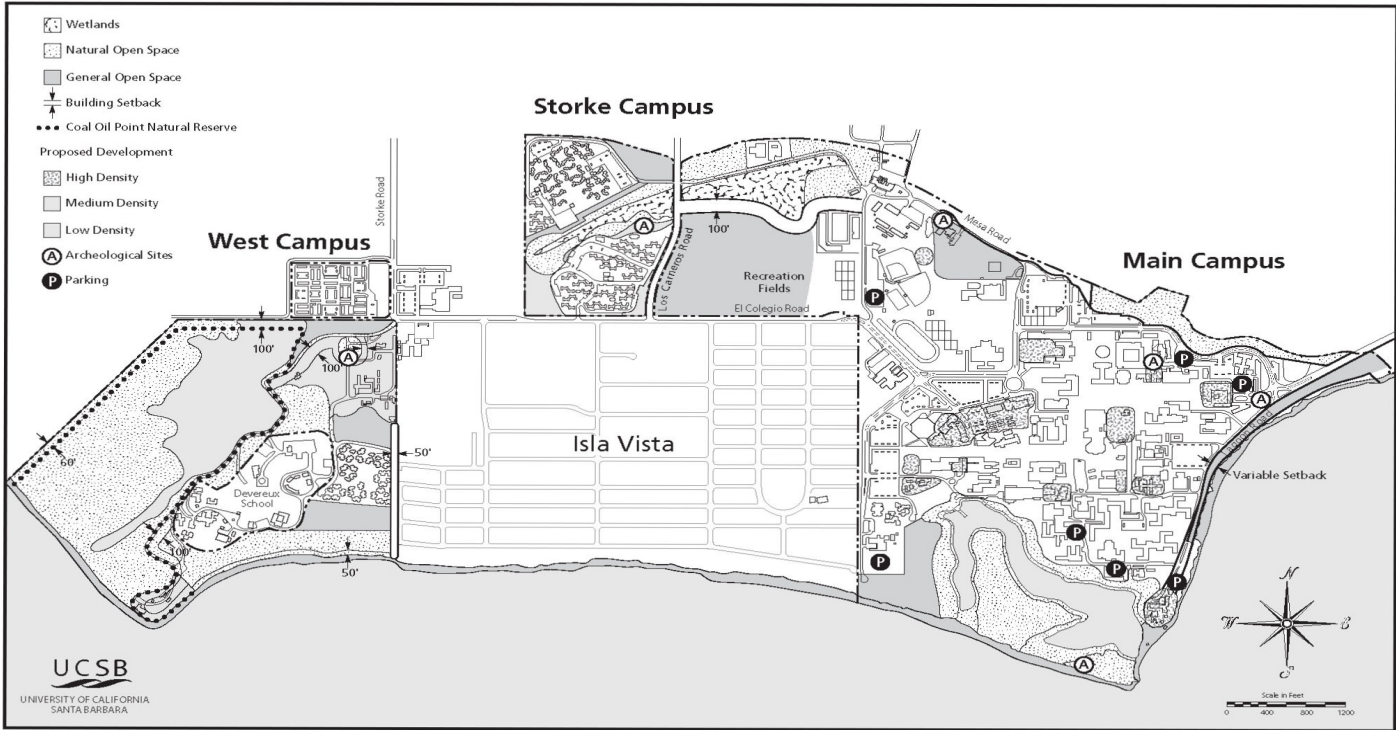 Wetlands
Natural Open Space
General Open Space
Building Setback
Coal Oil Point Natural Reserve
Proposed Development
High Density
Medium Density
Low Density
A Archeological Sites
P Parking
Storke Campus
West Campus
Main Campus
Storke Road
Los Carneros Road
Mesa Road
A
A
100'
Recreation
Fields
El Colegio Road
P
100'
100'
A
A
P
P
A
Lagoon Road
60'
50'
Isla Vista
Devereux
School
Variable Setback
100'
50'
P
P
P
P
A
N
W
E
S
UCSB
UNIVERSITY OF CALIFORNIA
SANTA BARBARA
Scale in Feet
0 400 800 1200